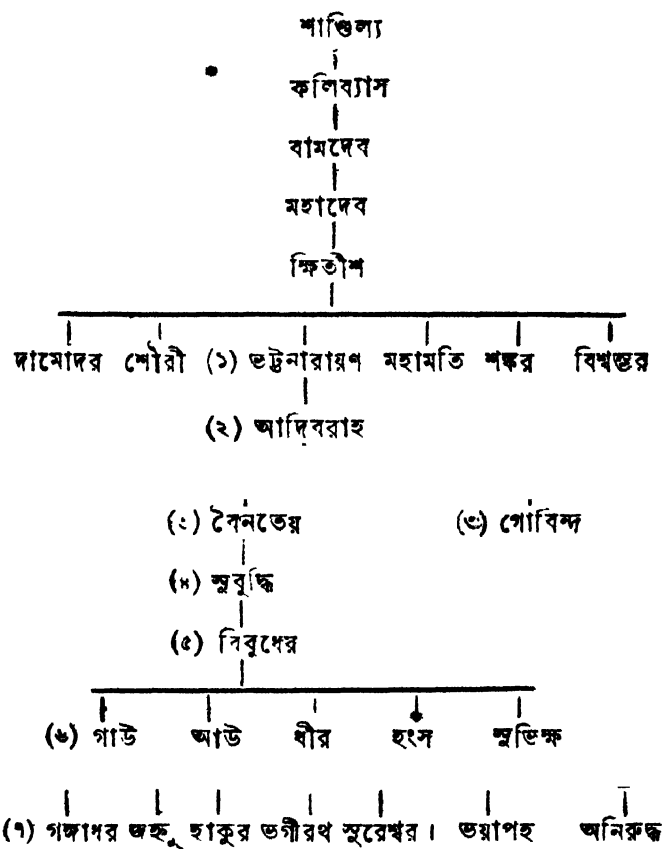 শাণ্ডিল্য
কলিব্যাস
বামদেব
মহাদেব
ক্ষিতীশ
দামোদর শৌরী (১) ভট্টনারায়ণ মহামতি শঙ্কর বিশ্বম্ভর
(২) আদিবরাহ
(৩) বৈনতেয় (৩) গোবিন্দ
(৪) সুবুদ্ধি
(৫) বিবুধের
(৬) গাউ আউ ধীর হংস সুভিক্ষ
(৭) গঙ্গাধর জহ্নু হাকুর ভগীরথ সুরেশ্বর। ভয়াপহ অনিরুদ্ধ